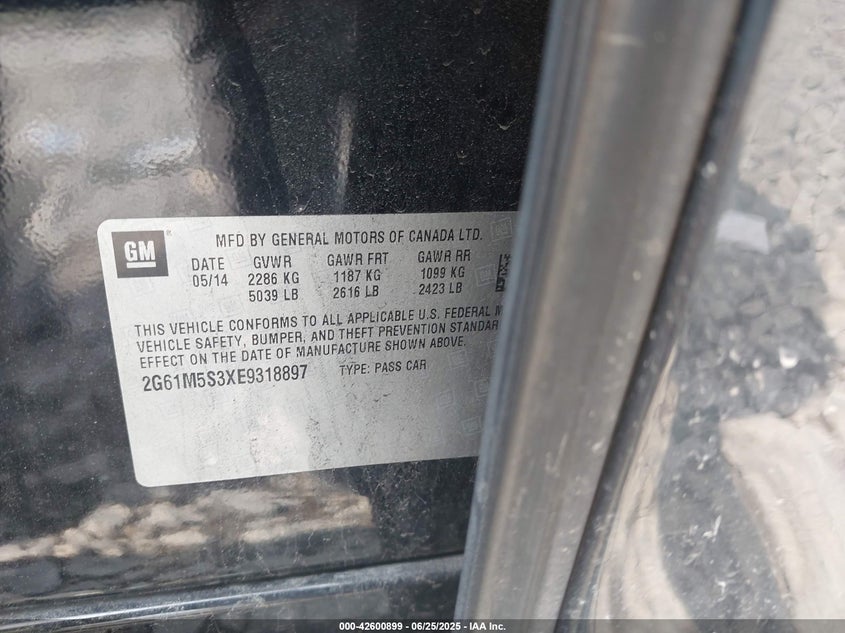 GM
MFD BY GENERAL MOTORS OF CANADA LTD.
DATE GVWR GAWR FRT GAWR RR
05/14 2286 KG 1187 KG 1099 KG
5039 LB 2616 LB 2423 LB
THIS VEHICLE CONFORMS TO ALL APPLICABLE U.S. FEDERAL M
VEHICLE SAFETY, BUMPER, AND THEFT PREVENTION STANDAR
EFFECT ON THE DATE OF MANUFACTURE SHOWN ABOVE.
2G61M5S3XE9318897 TYPE: PASS CAR
000-42600899 - 06/25/2025 - IAA Inc.